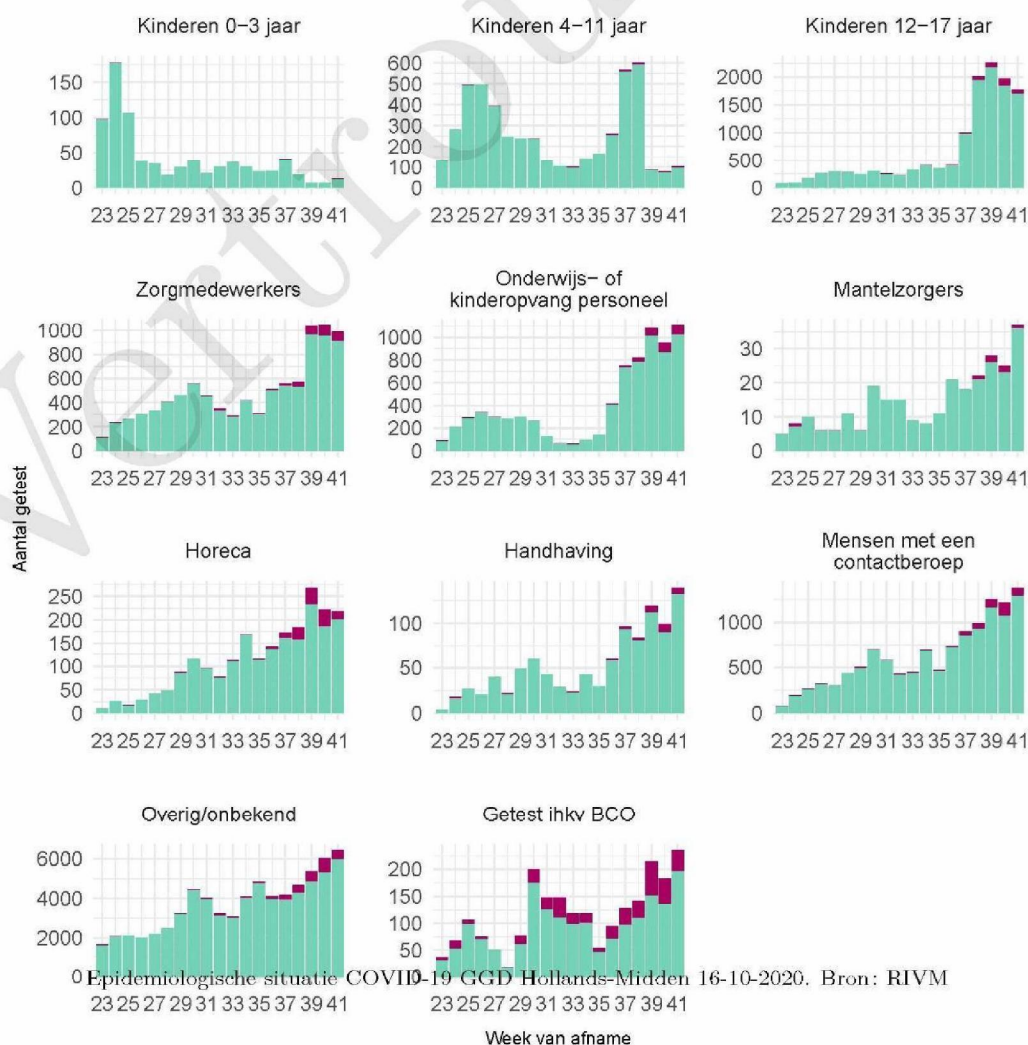 Kinderen 0−3 jaar
150
100
50
0
23 25 27 29 31 33 35 37 39 41
Kinderen 4−11 jaar
600
500
400
300
200
100
0
23 25 27 29 31 33 35 37 39 41
Kinderen 12−17 jaar
2000
1500
1000
500
0
23 25 27 29 31 33 35 37 39 41
Zorgmedewerkers
1000
800
600
400
200
0
23 25 27 29 31 33 35 37 39 41
Onderwijs− of
kinderopvang personeel
1000
800
600
400
200
0
23 25 27 29 31 33 35 37 39 41
Mantelzorgers
30
20
10
0
23 25 27 29 31 33 35 37 39 41
Aantal getest
Horeca
250
200
150
100
50
0
23 25 27 29 31 33 35 37 39 41
Handhaving
100
50
0
23 25 27 29 31 33 35 37 39 41
Mensen met een
contactberoep
1000
500
0
23 25 27 29 31 33 35 37 39 41
Overig/onbekend
6000
4000
2000
0
23 25 27 29 31 33 35 37 39 41
Getest ihkv BCO
200
150
100
50
0
23 25 27 29 31 33 35 37 39 41
Epidemiologische situatie COVID-19 GGD Hollands-Midden 16-10-2020. Bron: RIVM
Week van afname
Vertrou